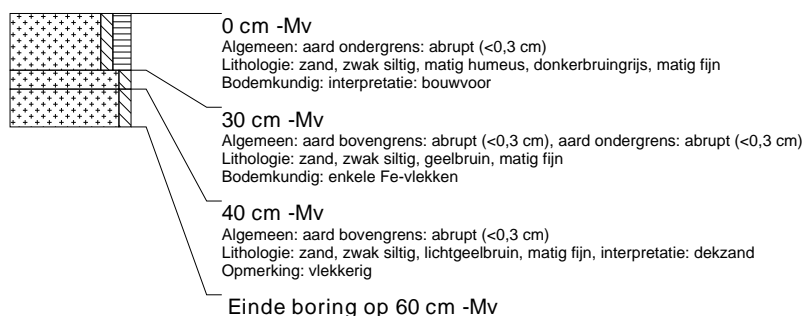 0 cm -Mv
Algemeen: aard ondergrens: abrupt (<0,3 cm)
Lithologie: zand, zwak siltig, matig humeus, donkerbruingrijs, matig fijn
Bodemkundig: interpretatie: bouwvoor
30 cm -Mv
Algemeen: aard bovengrens: abrupt (<0,3 cm), aard ondergrens: abrupt (<0,3 cm)
Lithologie: zand, zwak siltig, geelbruin, matig fijn
Bodemkundig: enkele Fe-vlekken
40 cm -Mv
Algemeen: aard bovengrens: abrupt (<0,3 cm)
Lithologie: zand, zwak siltig, lichtgeelbruin, matig fijn, interpretatie: dekzand
Opmerking: vlekkerig
Einde boring op 60 cm -Mv